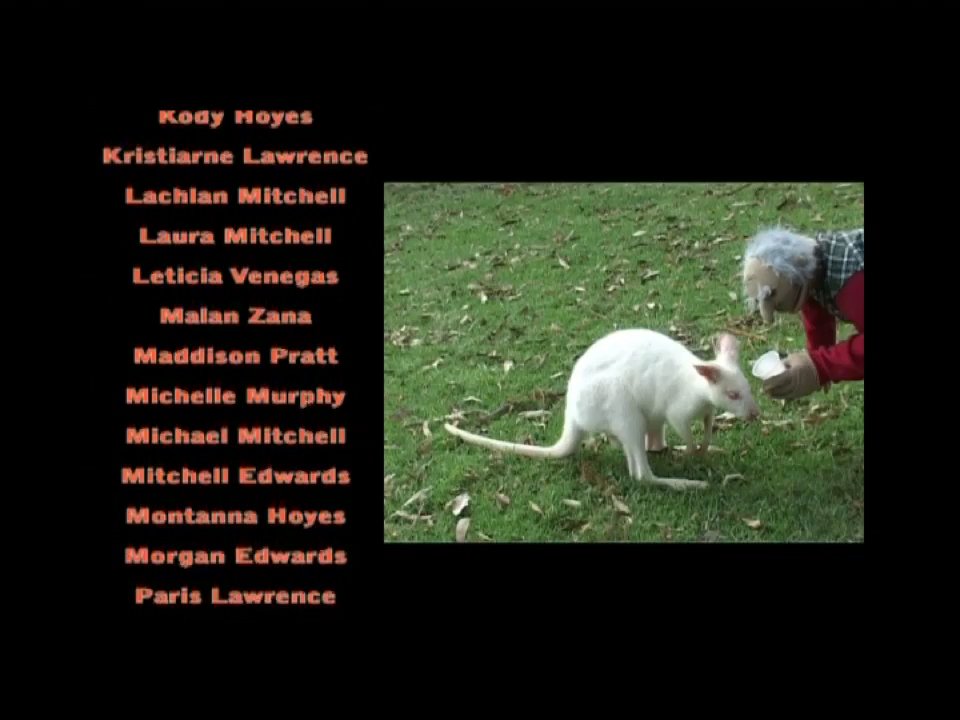 Kody Hoyes
Kristiarne Lawrence
Lachlan Mitchell
Laura Mitchell
Leticia Venegas
Malan Zana
Maddison Pratt
Michelle Murphy
Michael Mitchell
Mitchell Edwards
Montanna Hoyes
Morgan Edwards
Paris Lawrence